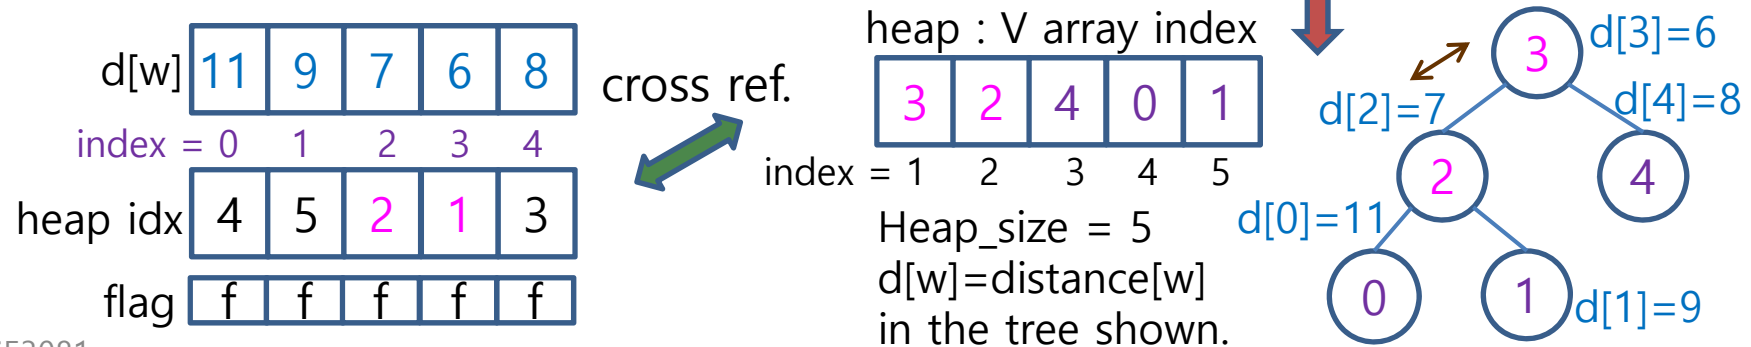 d[w] 11 9 7 6 8
index = 0 1 2 3 4
heap idx 4 5 2 1 3
flag f f f f f
cross ref.
heap : V array index
3 2 4 0 1
index = 1 2 3 4 5
Heap_size = 5
d[w]=distance[w]
in the tree shown.
3 d[3]=6
d[2]=7 d[4]=8
2 4
d[0]=11
0 1 d[1]=9